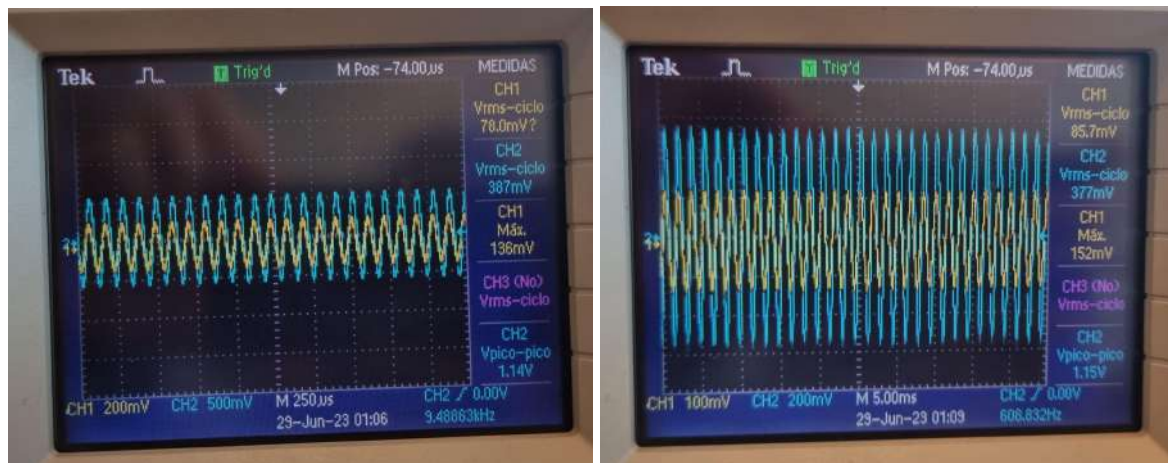 Tek
Trig'd
M Pos: -74.00µs
MEDIDAS
CH1
Vrms-ciclo
78.0mV?
CH2
Vrms-ciclo
387mV
CH1
Máx.
136mV
CH3 (No)
Vrms-ciclo
CH2
Vpico-pico
1.14V
CH1 200mV
CH2 500mV
M 250µs
CH2 0.00V
29-Jun-23 01:06
9.48863kHz
Tek
Trig'd
M Pos: -74.00µs
MEDIDAS
CH1
Vrms-ciclo
85.7mV
CH2
Vrms-ciclo
377mV
CH1
Máx.
152mV
CH3 (No)
Vrms-ciclo
CH2
Vpico-pico
1.15V
CH1 100mV
CH2 200mV
M 5.00ms
CH2 0.00V
29-Jun-23 01:09
608.832Hz